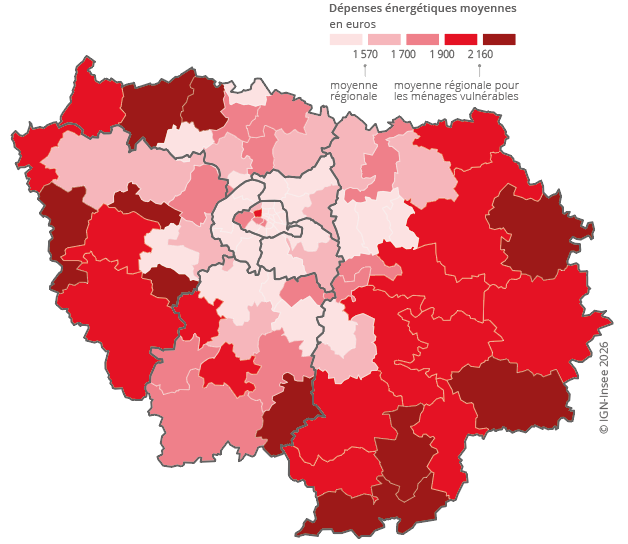 Dépenses énergétiques moyennes
en euros
1 570 1 700 1 900 2 160
moyenne régionale
moyenne régionale pour les ménages vulnérables
© IGN-Insee 2026